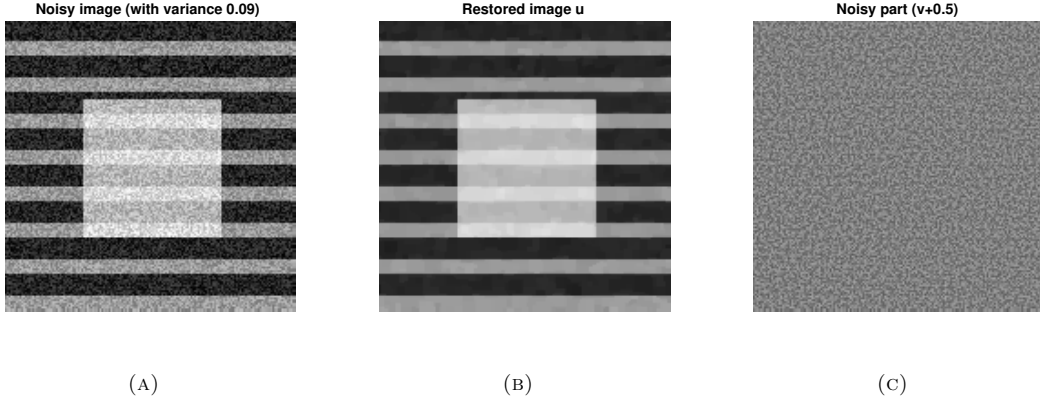 Noisy image (with variance 0.09)
Restored image u
Noisy part (v+0.5)
(A)
(B)
(C)